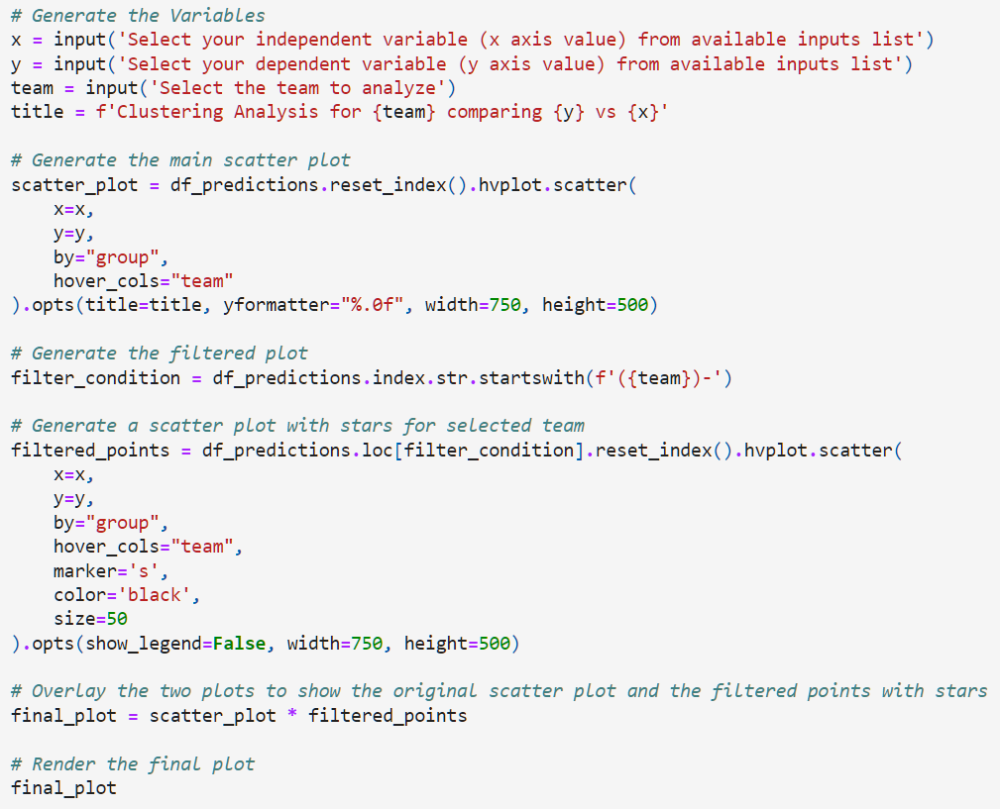 # Generate the Variables
x = input('Select your independent variable (x axis value) from available inputs list')
y = input('Select your dependent variable (y axis value) from available inputs list')
team = input('Select the team to analyze')
title = f'Clustering Analysis for {team} comparing {y} vs {x}'

# Generate the main scatter plot
scatter_plot = df_predictions.reset_index().hvplot.scatter(
    x=x,
    y=y,
    by="group",
    hover_cols="team"
).opts(title=title, yformatter="%.0f", width=750, height=500)

# Generate the filtered plot
filter_condition = df_predictions.index.str.startswith(f'({team})-')

# Generate a scatter plot with stars for selected team
filtered_points = df_predictions.loc[filter_condition].reset_index().hvplot.scatter(
    x=x,
    y=y,
    by="group",
    hover_cols="team",
    marker='s',
    color='black',
    size=50
).opts(show_legend=False, width=750, height=500)

# Overlay the two plots to show the original scatter plot and the filtered points with stars
final_plot = scatter_plot * filtered_points

# Render the final plot
final_plot